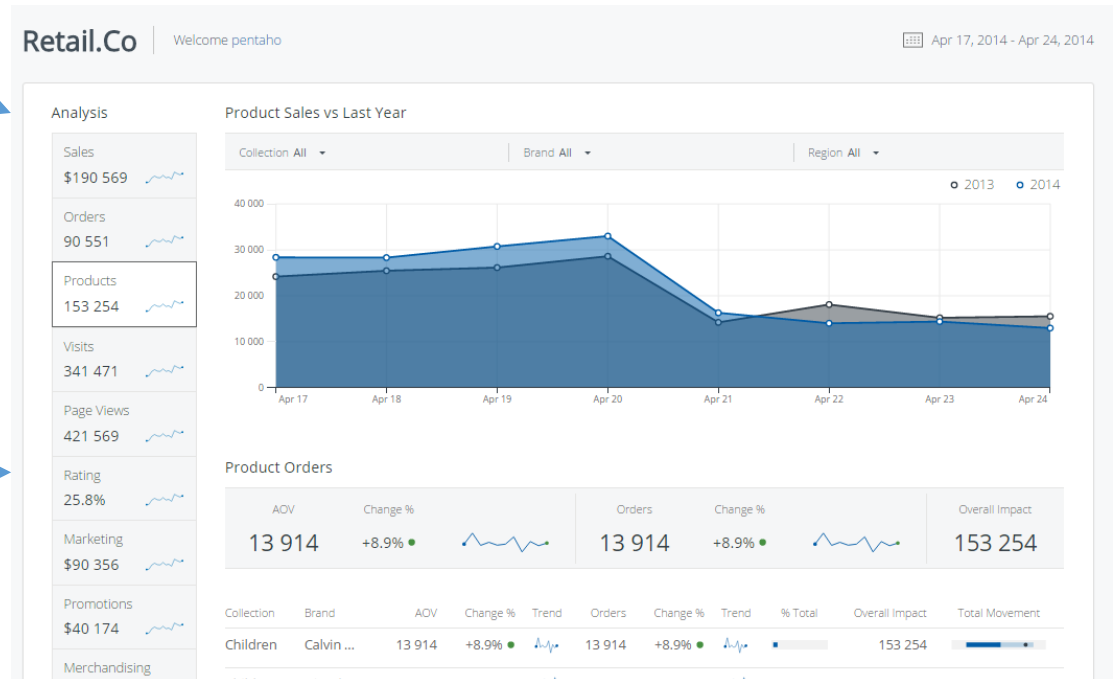 Retail.Co Welcome pentaho Apr 17, 2014 - Apr 24, 2014
Analysis
Sales
$190 569
Orders
90 551
Products
153 254
Visits
341 471
Page Views
421 569
Rating
25.8%
Marketing
$90 356
Promotions
$40 174
Merchandising
Product Sales vs Last Year
Collection All Brand All Region All
2013 2014
40 000
30 000
20 000
10 000
0
Apr 17 Apr 18 Apr 19 Apr 20 Apr 21 Apr 22 Apr 23 Apr 24
Product Orders
AOV Change % Orders Change % Overall Impact
13 914 +8.9% 13 914 +8.9% 153 254
Collection Brand AOV Change % Trend Orders Change % Trend % Total Overall Impact Total Movement
Children Calvin ... 13 914 +8.9% 13 914 +8.9% 153 254